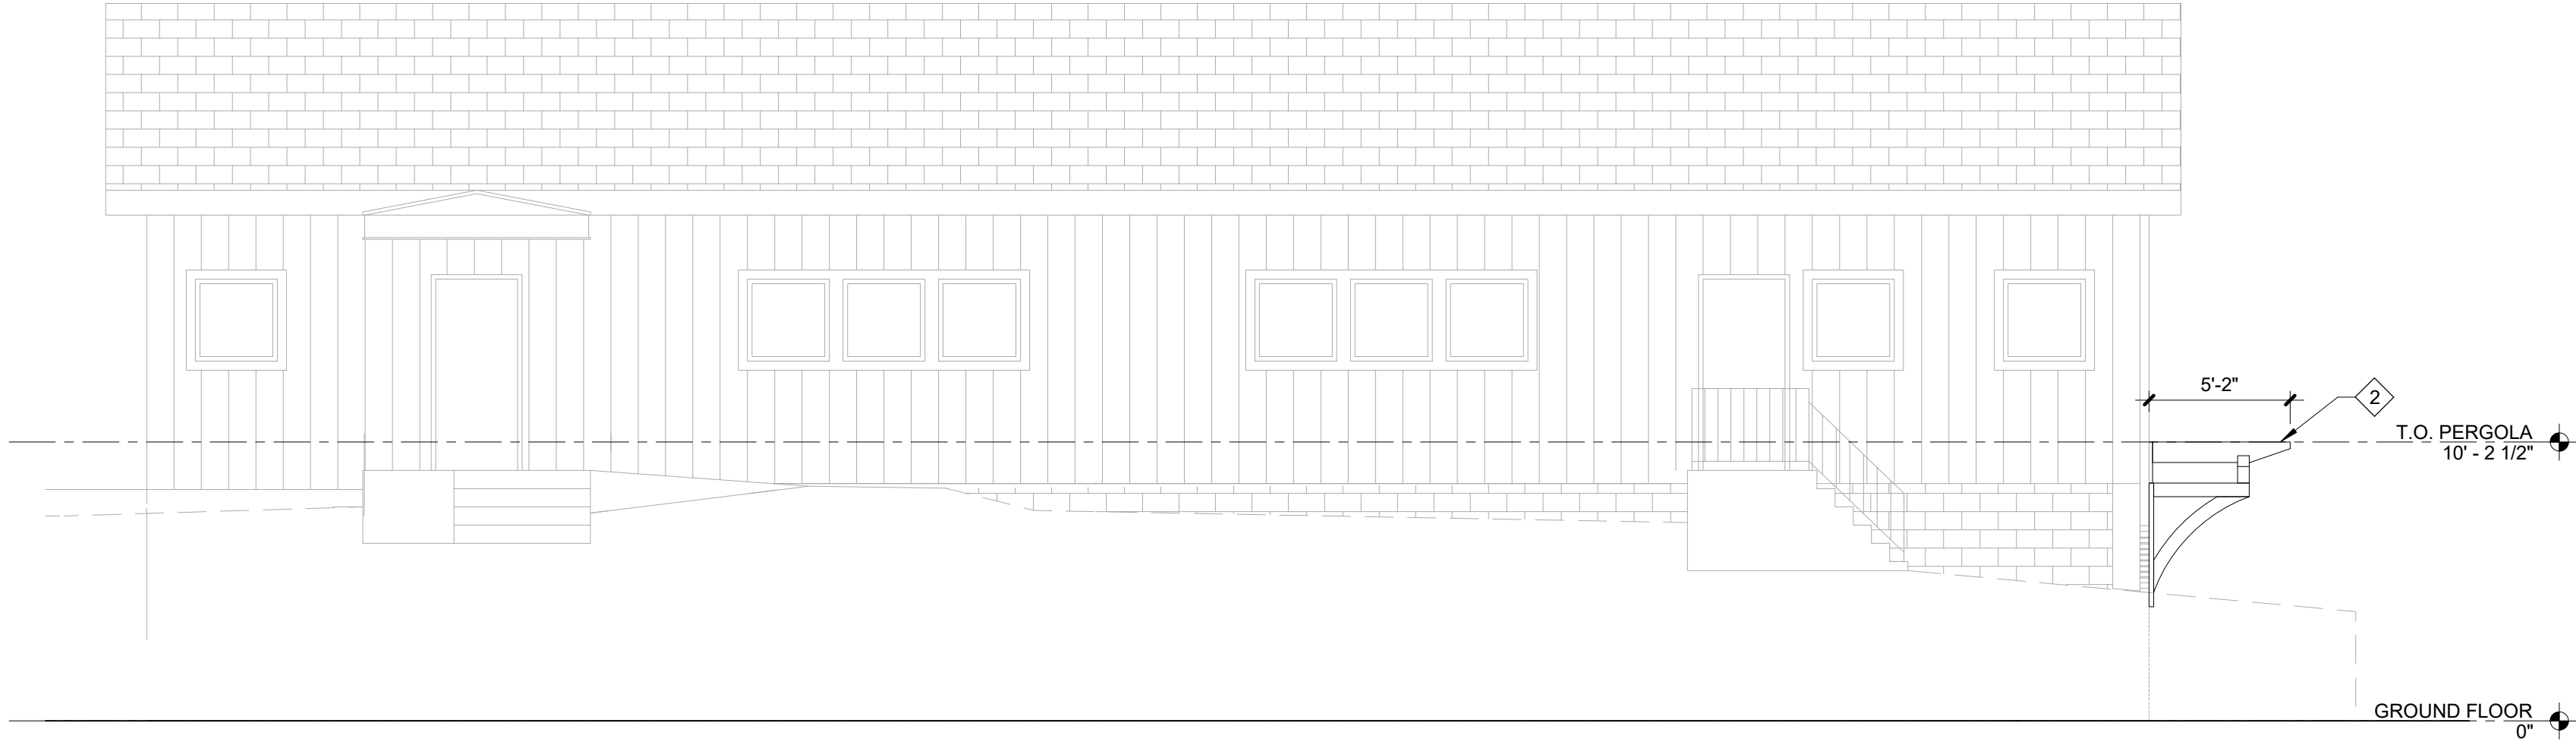 5'-2"
2
T.O. PERGOLA
10' - 2 1/2"
GROUND FLOOR
0"